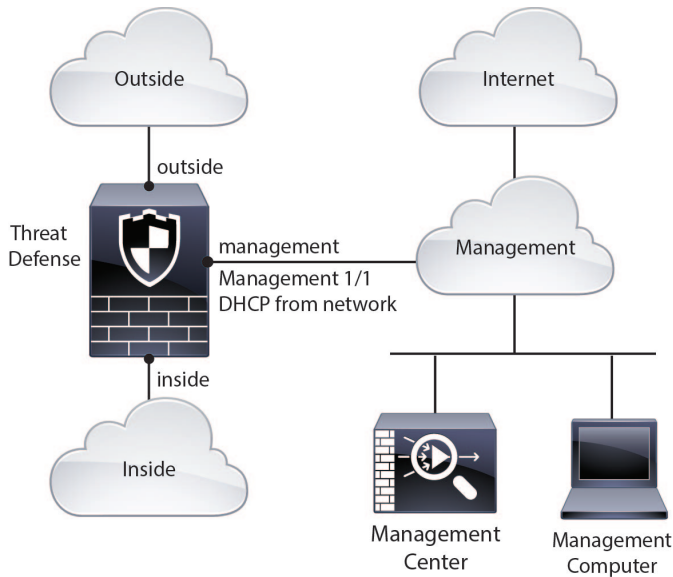 Outside
Internet
outside
Threat
Defense
management
Management 1/1
DHCP from network
Management
inside
Inside
Management
Center
Management
Computer